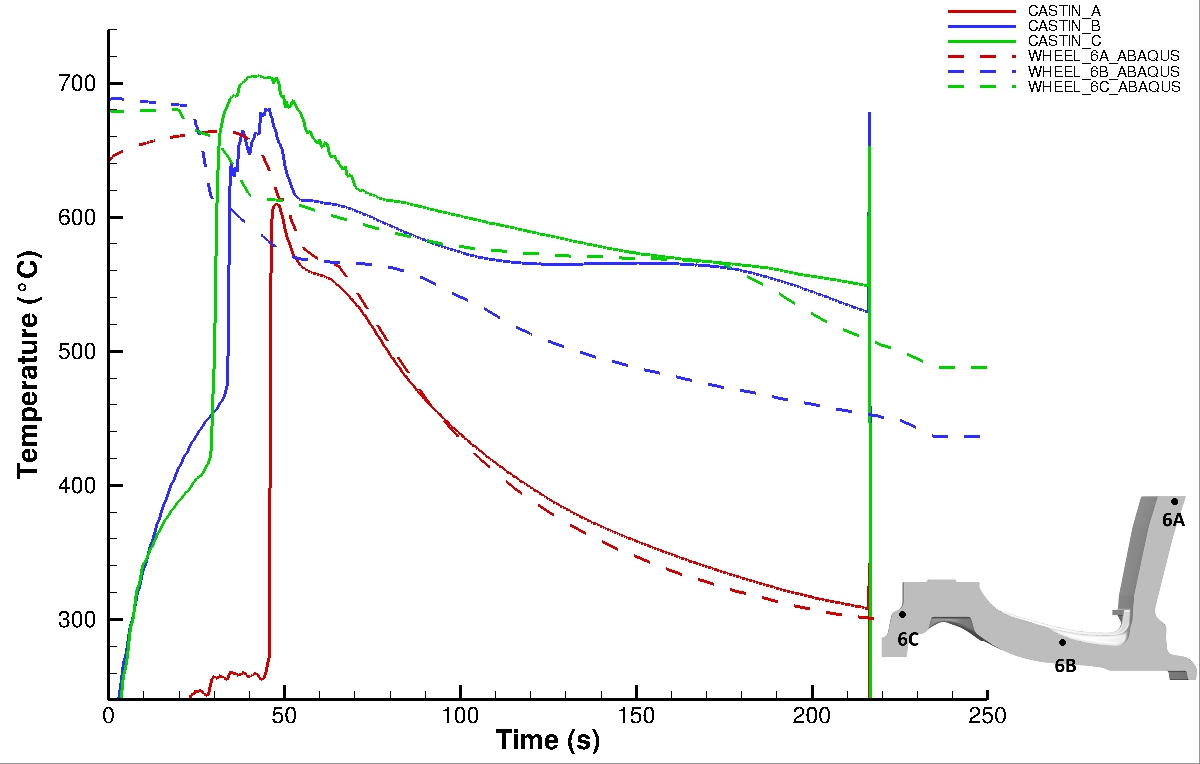 CASTIN_A
CASTIN_B
CASTIN_C
WHEEL_6A_ABAQUS
WHEEL_6B_ABAQUS
WHEEL_6C_ABAQUS
700
600
500
400
300
Temperature (°C)
0 50 100 150 200 250
Time (s)
6A
6C
6B